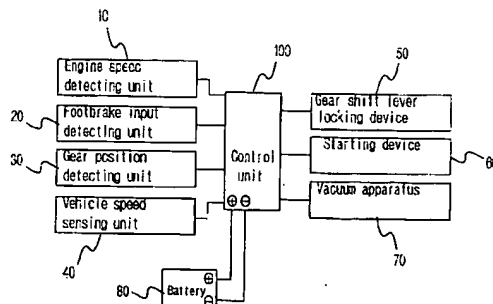 10
Engine speed
detecting unit
20
Footbrake input
detecting unit
30
Gear position
detecting unit
Vehicle speed
sensing unit
40
100
Control
unit
⊕ ⊖
50
Gear shift lever
locking device
Starting device
Vacuum apparatus
70
80
Battery
⊕
⊖